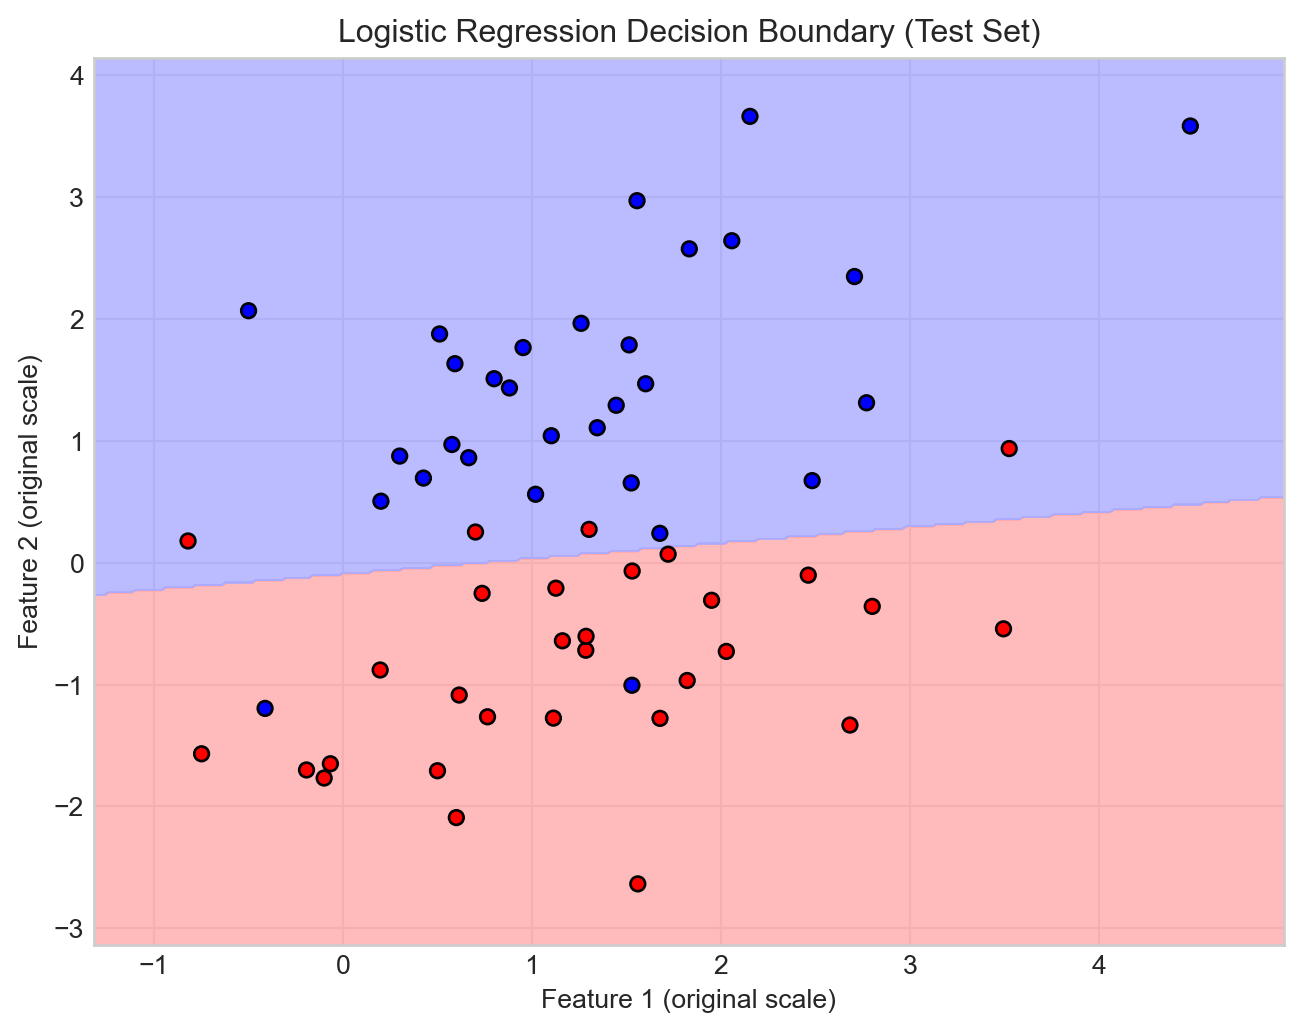 Logistic Regression Decision Boundary (Test Set)
4
3
2
1
0
−1
−2
−3
Feature 2 (original scale)
−1 0 1 2 3 4
Feature 1 (original scale)